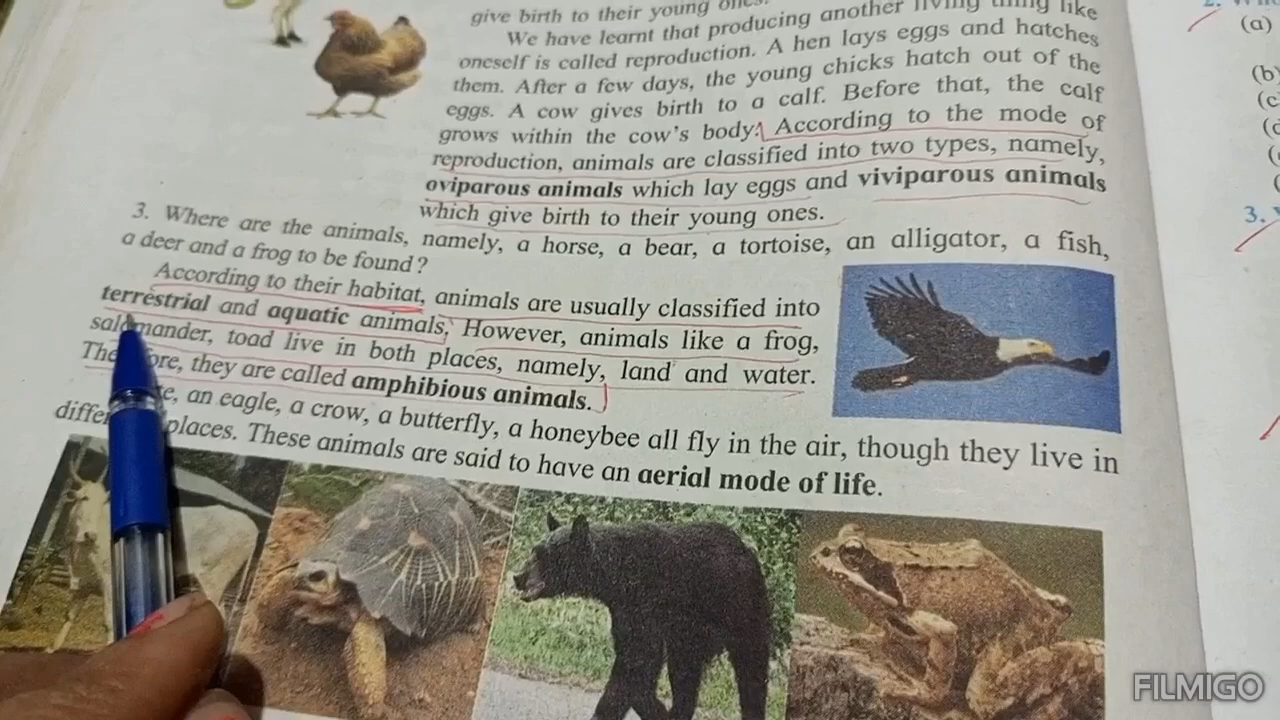 give birth to their young ones.
We have learnt that producing another living thing like
oneself is called reproduction. A hen lays eggs and hatches
them. After a few days, the young chicks hatch out of the
eggs. A cow gives birth to a calf. Before that, the calf
grows within the cow's body. According to the mode of
reproduction, animals are classified into two types, namely,
oviparous animals which lay eggs and viviparous animals
which give birth to their young ones.
3. Where are the animals, namely, a horse, a bear, a tortoise, an alligator, a fish,
a deer and a frog to be found?
According to their habitat, animals are usually classified into
terrestrial and aquatic animals, However, animals like a frog,
salamander, toad live in both places, namely, land and water.
Therefore, they are called amphibious animals.
an eagle, a crow, a butterfly, a honeybee all fly in the air, though they live in
different places. These animals are said to have an aerial mode of life.
(a)
(b)
(c)
3.
FILMIGO